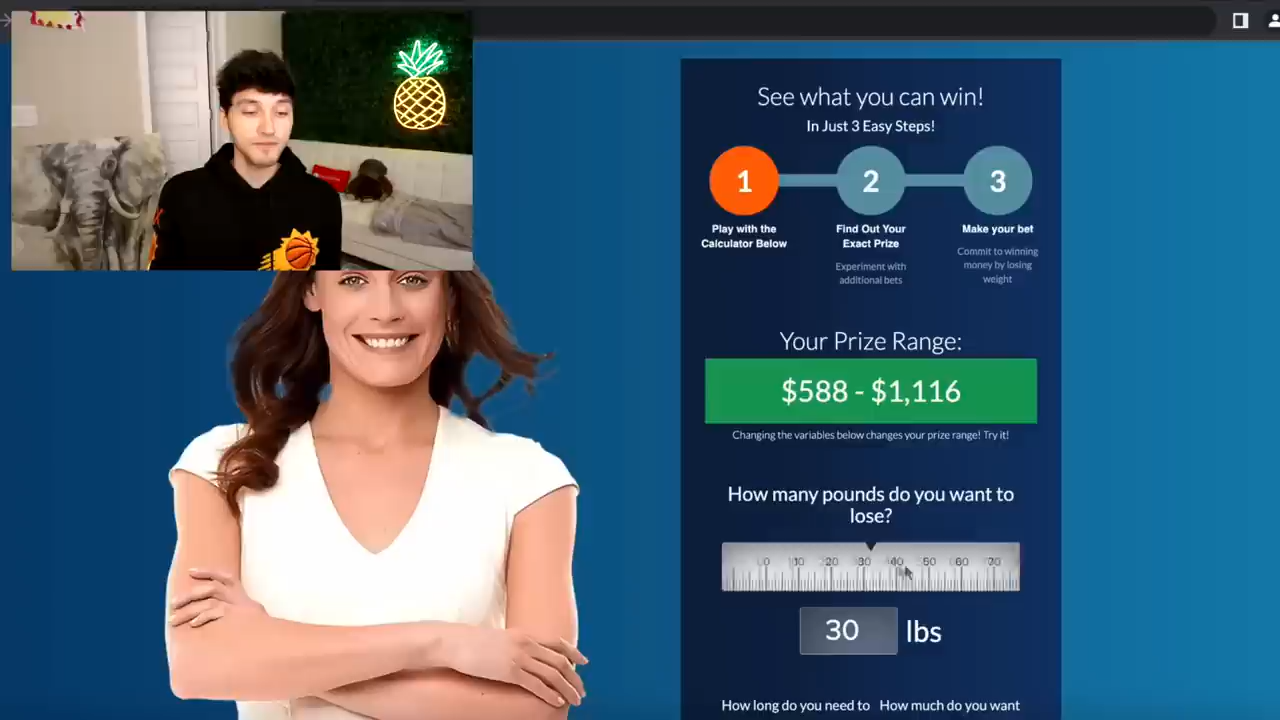 See what you can win!
In Just 3 Easy Steps!
1
2
3
Play with the
Calculator Below
Find Out Your
Exact Prize
Experiment with
additional bets
Make your bet
Commit to winning
money by losing
weight
Your Prize Range:
$588 - $1,116
Changing the variables below changes your prize range! Try it!
How many pounds do you want to
lose?
0 10 20 30 40 50 60 70
30 lbs
How long do you need to
How much do you want